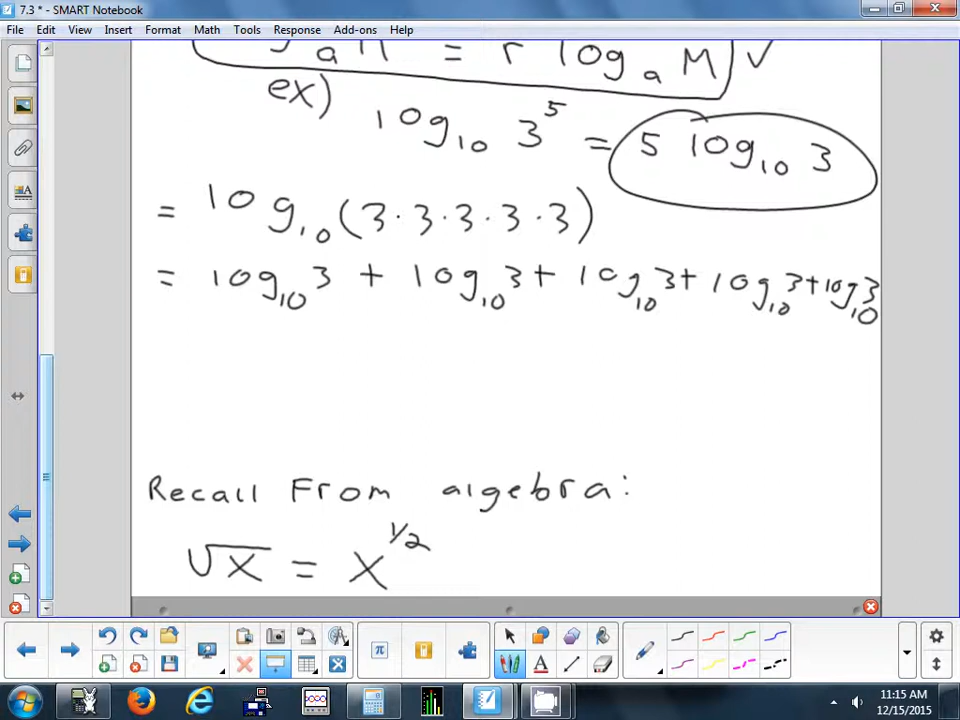 7.3 * - SMART Notebook
File Edit View Insert Format Math Tools Response Add-ons Help
= r log a M
ex) log₁₀ 3⁵ = 5 log₁₀ 3
= log₁₀(3·3·3·3·3)
= log₁₀ 3 + log₁₀ 3 + log₁₀ 3 + log₁₀ 3 + log₁₀ 3
Recall From algebra:
√x = x^1/2
11:15 AM
12/15/2015